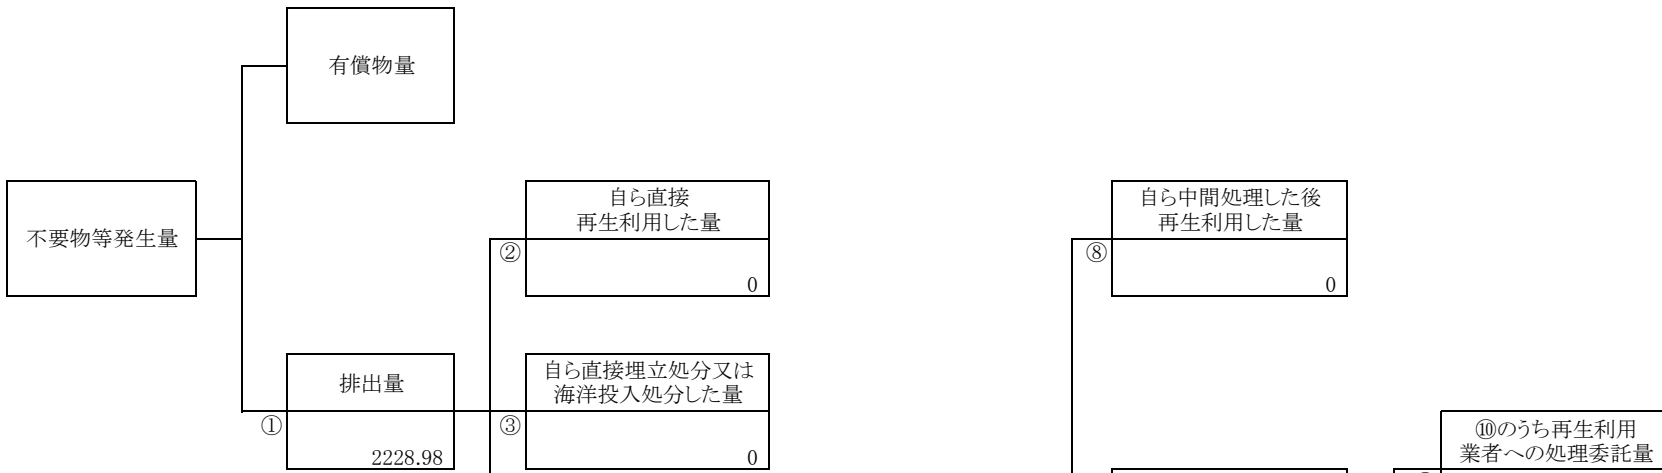 有償物量
不要物等発生量
自ら直接
再生利用した量
②
0
自ら中間処理した後
再生利用した量
⑧
0
排出量
①
2228.98
自ら直接埋立処分又は
海洋投入処分した量
③
0
⑩のうち再生利用
業者への処理委託量